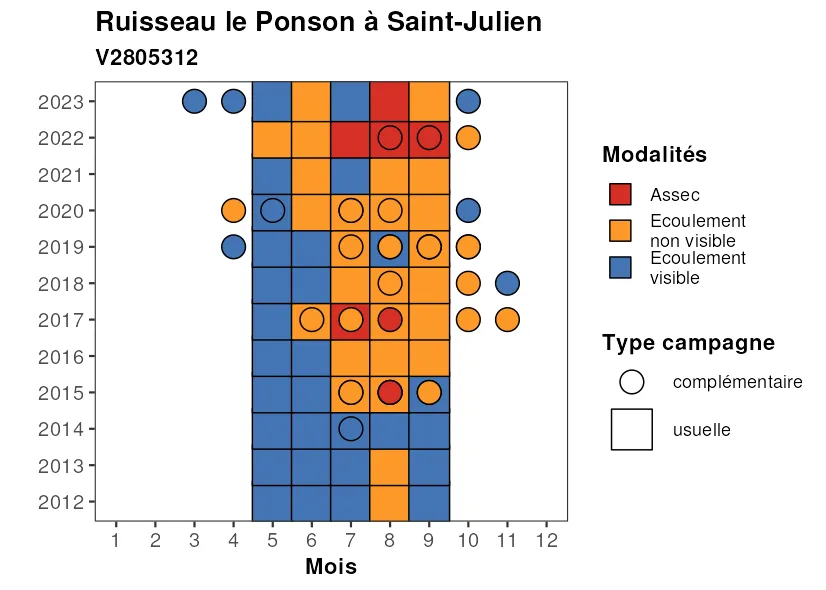 Ruisseau le Ponson à Saint-Julien
V2805312
2023
2022
2021
2020
2019
2018
2017
2016
2015
2014
2013
2012
1 2 3 4 5 6 7 8 9 10 11 12
Mois
Modalités
Assec
Ecoulement
non visible
Ecoulement
visible
Type campagne
complémentaire
usuelle